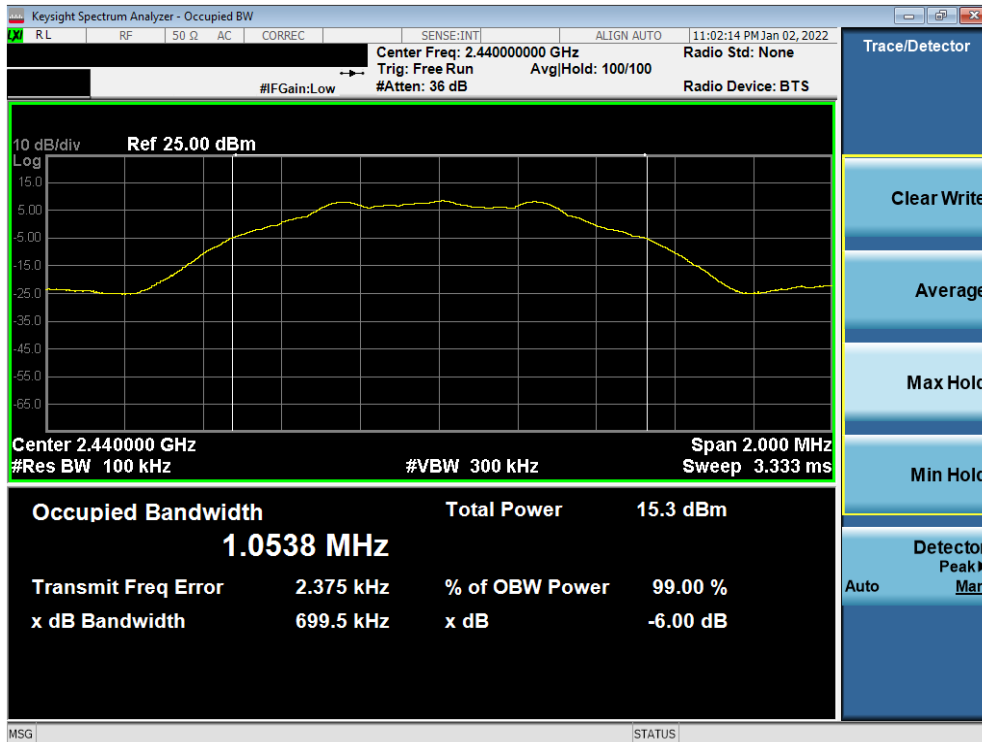 Keysight Spectrum Analyzer - Occupied BW
LXI RL RF 50 Ω AC CORREC SENSE:INT ALIGN AUTO 11:02:14 PM Jan 02, 2022
Center Freq: 2.440000000 GHz Radio Std: None
Trig: Free Run Avg|Hold: 100/100
#IFGain:Low #Atten: 36 dB Radio Device: BTS
10 dB/div Ref 25.00 dBm
Log
15.0
5.00
-5.00
-15.0
-25.0
-35.0
-45.0
-55.0
-65.0
Center 2.440000 GHz Span 2.000 MHz
#Res BW 100 kHz #VBW 300 kHz Sweep 3.333 ms
Occupied Bandwidth Total Power 15.3 dBm
1.0538 MHz
Transmit Freq Error 2.375 kHz % of OBW Power 99.00 %
x dB Bandwidth 699.5 kHz x dB -6.00 dB
MSG STATUS
Trace/Detector
Clear Write
Average
Max Hold
Min Hold
Detector
Peak
Auto Man